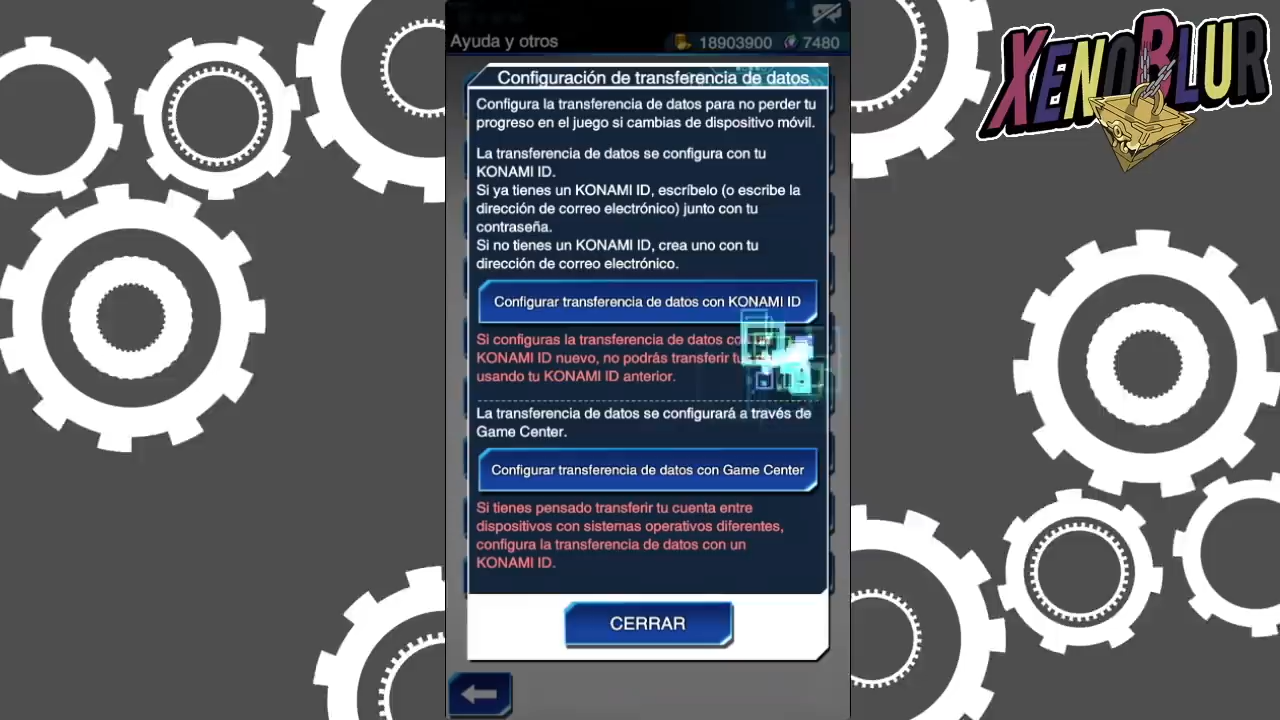 XENOBLUR
Ayuda y otros
18903900
7480
Configuración de transferencia de datos
Configura la transferencia de datos para no perder tu
progreso en el juego si cambias de dispositivo móvil.
La transferencia de datos se configura con tu
KONAMI ID.
Si ya tienes un KONAMI ID, escríbelo (o escribe la
dirección de correo electrónico) junto con tu
contraseña.
Si no tienes un KONAMI ID, crea uno con tu
dirección de correo electrónico.
Configurar transferencia de datos con KONAMI ID
Si configuras la transferencia de datos
KONAMI ID nuevo, no podrás transferir
usando tu KONAMI ID anterior.
La transferencia de datos se configurará a través de
Game Center.
Configurar transferencia de datos con Game Center
Si tienes pensado transferir tu cuenta entre
dispositivos con sistemas operativos diferentes,
configura la transferencia de datos con un
KONAMI ID.
CERRAR